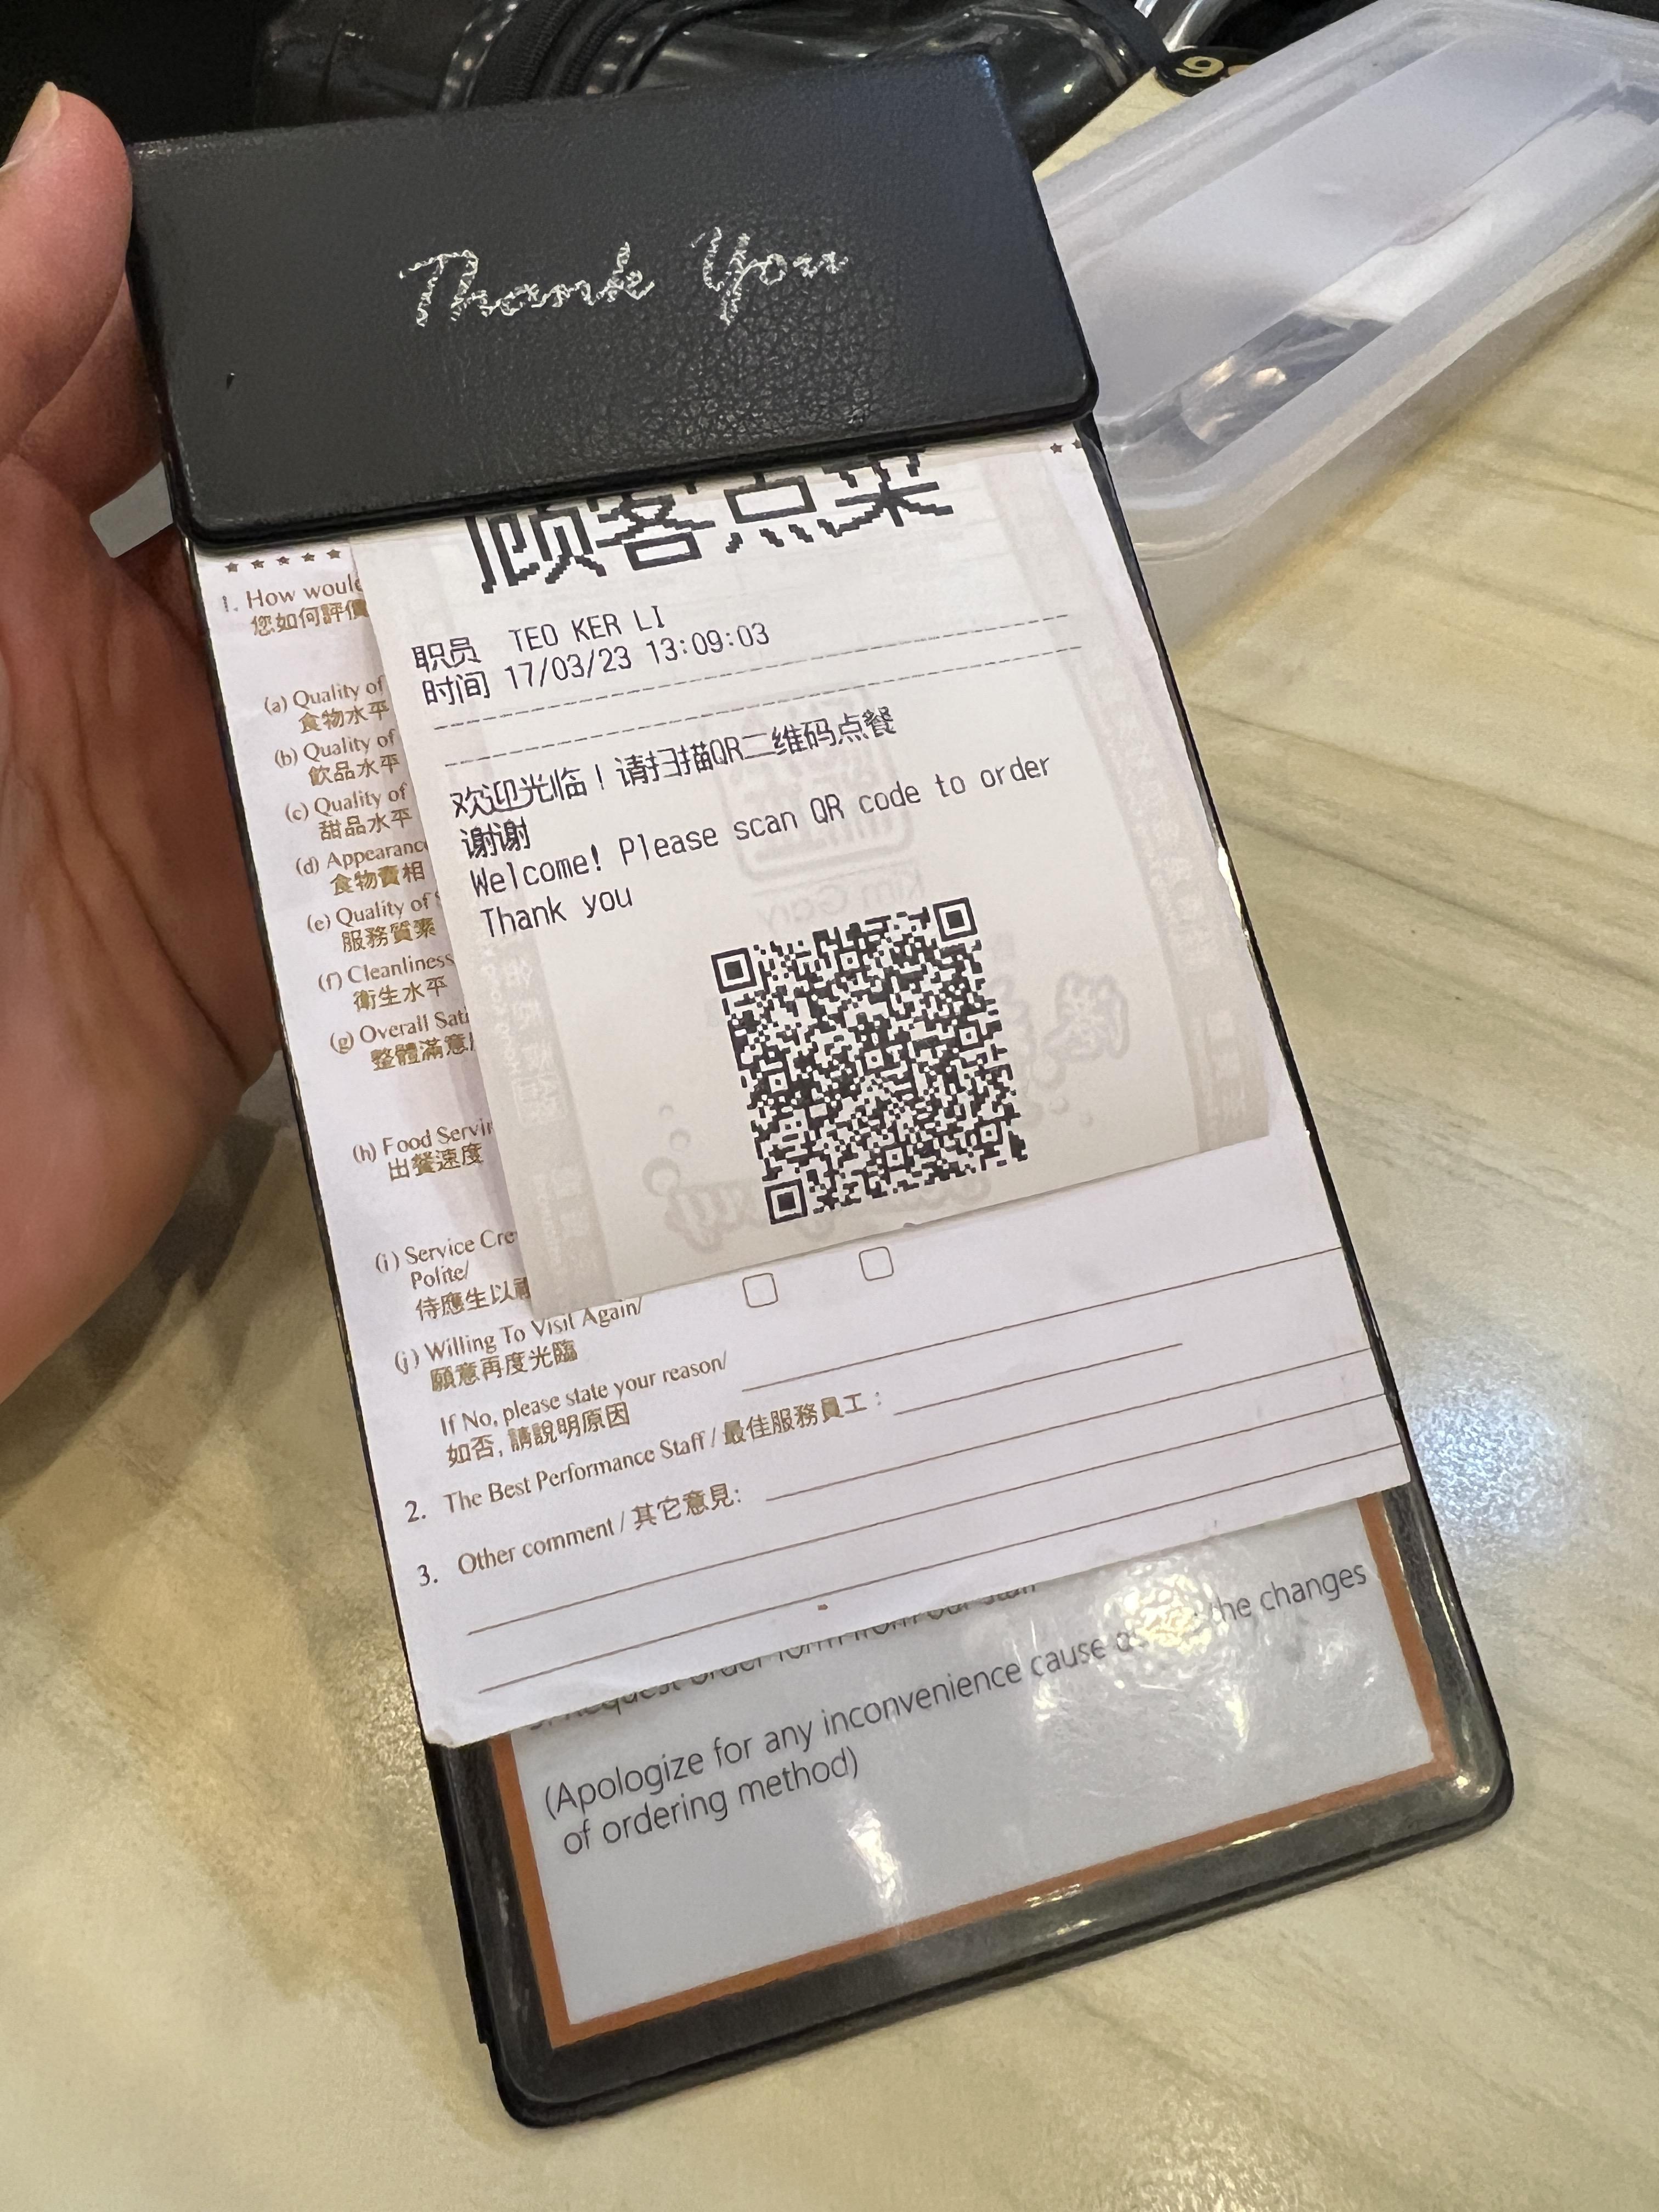 Thank You
顾客点菜
职员 TEO KER LI
时间 17/03/23 13:09:03
欢迎光临！请扫描QR二维码点餐
谢谢
Welcome! Please scan QR code to order
Thank you
1. How would
您如何評價
(a) Quality of
食物水平
(b) Quality of
飲品水平
(c) Quality of
甜品水平
(d) Appearance
食物賣相
(e) Quality of
服務質素
(f) Cleanliness
衛生水平
(g) Overall
整體滿意
(h) Food
出餐速度
(i) Service
Polite/
侍應生以
(j) Willing To Visit Again/
願意再度光臨
If No, please state your reason/
如否, 請說明原因
2. The Best Performance Staff / 最佳服務員工 :
3. Other comment / 其它意見:
the changes
(Apologize for any inconvenience cause
of ordering method)